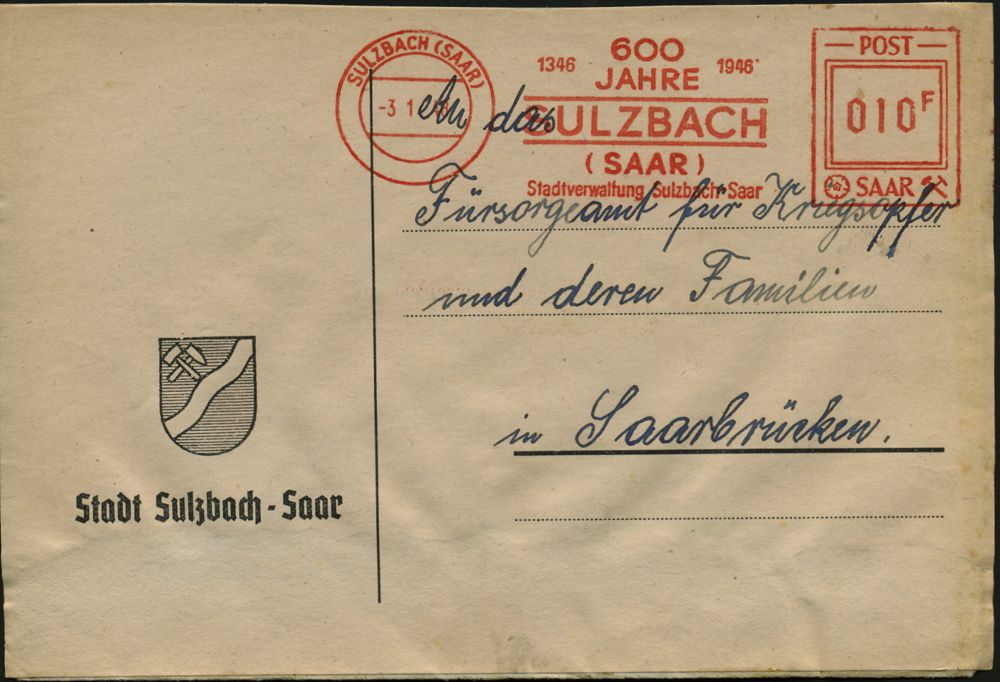 SULZBACH (SAAR)
-3 1
1346 600 JAHRE 1946
SULZBACH
(SAAR)
Stadtverwaltung Sulzbach-Saar
POST
010F
SAAR
An das
Fürsorgeamt für Kriegsopfer
und deren Familien
in Saarbrücken.
Stadt Sulzbach-Saar